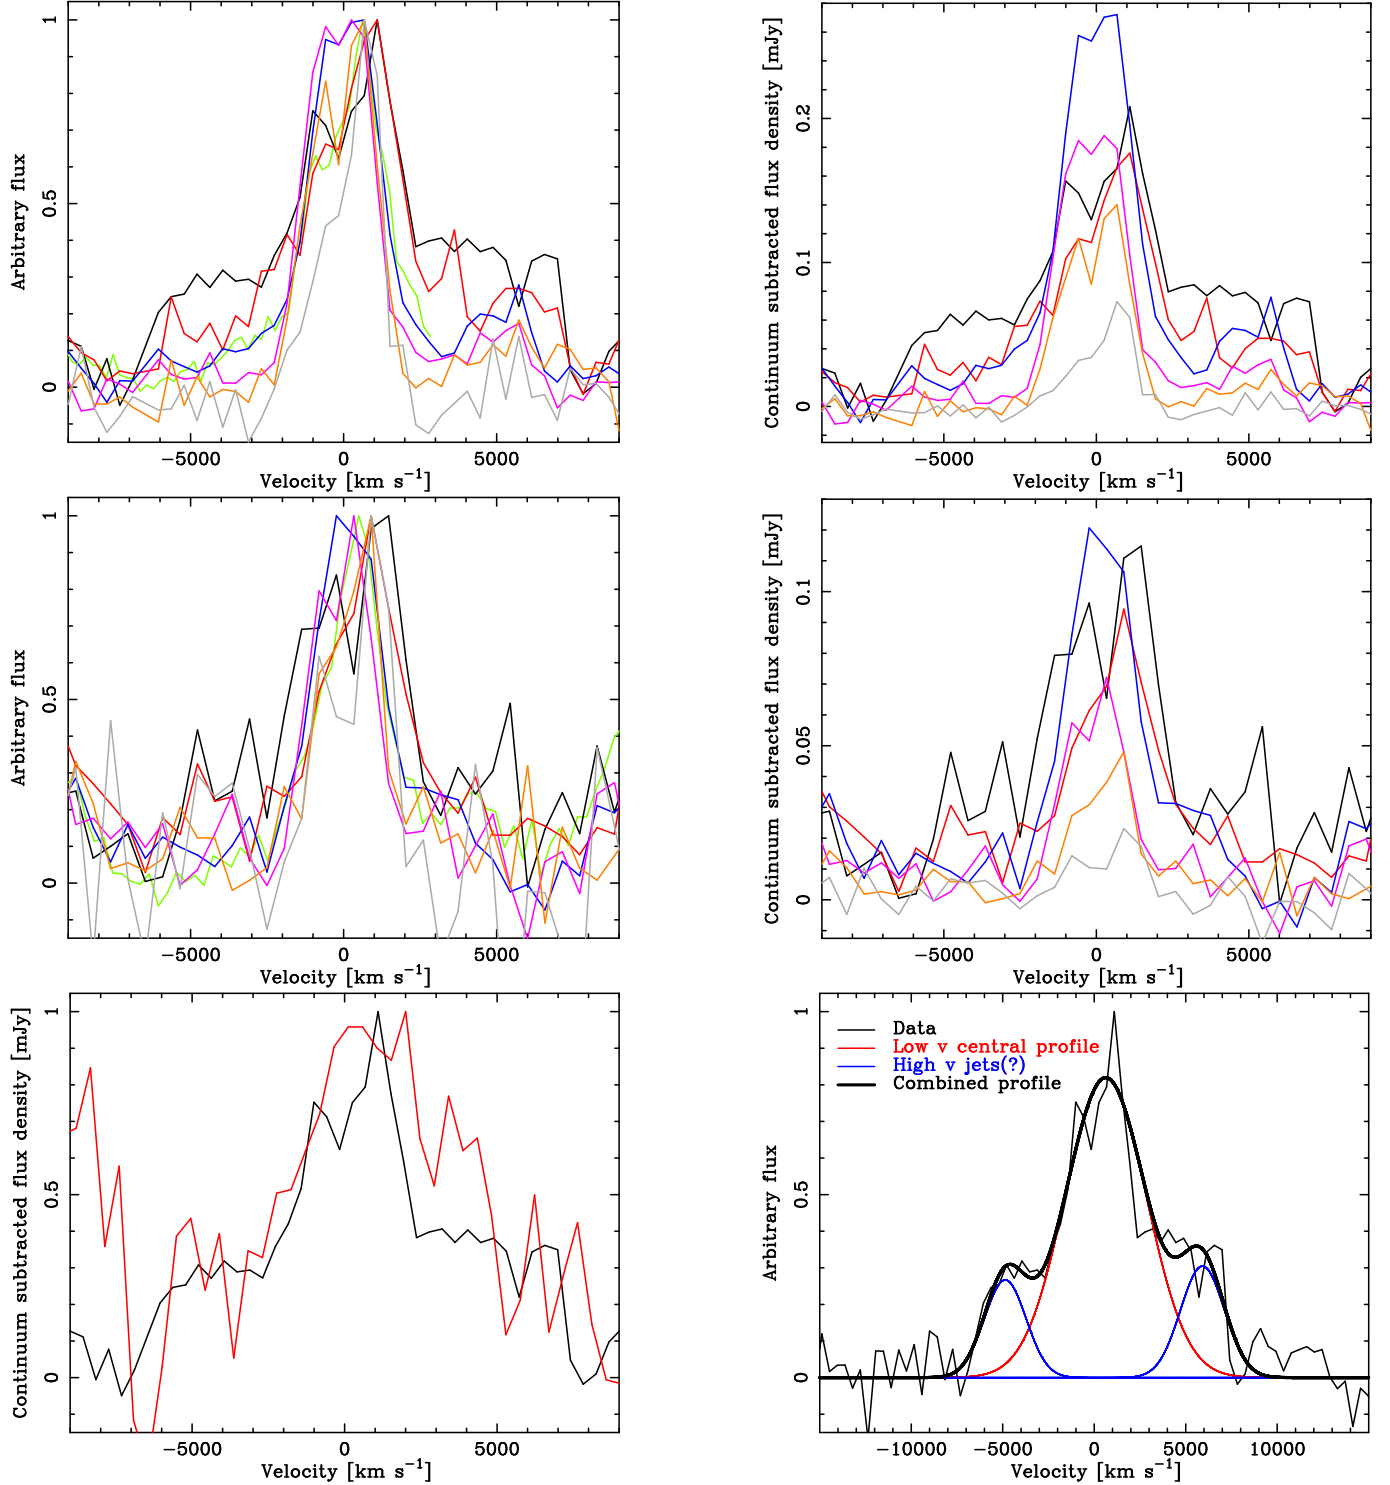 1
0.5
0
Arbitrary flux
−5000 0 5000
Velocity [km s−1]
0.2
0.1
0
Continuum subtracted flux density [mJy]
−5000 0 5000
Velocity [km s−1]
1
0.5
0
Arbitrary flux
−5000 0 5000
Velocity [km s−1]
0.1
0.05
0
Continuum subtracted flux density [mJy]
−5000 0 5000
Velocity [km s−1]
1
0.5
0
Continuum subtracted flux density [mJy]
−5000 0 5000
Velocity [km s−1]
Data
Low v central profile
High v jets(?)
Combined profile
1
0.5
0
Arbitrary flux
−10000 −5000 0 5000 10000
Velocity [km s−1]